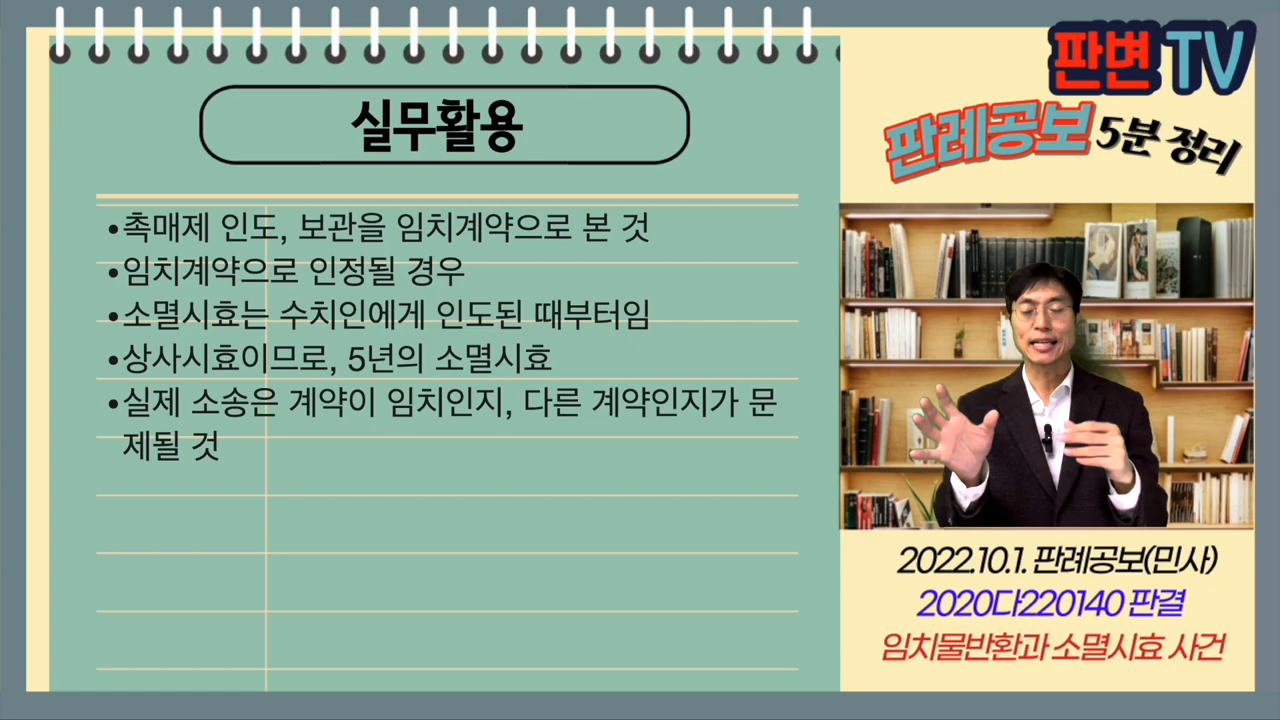 판변 TV
판례공보 5분 정리
실무활용
•촉매제 인도, 보관을 임치계약으로 본 것
•임치계약으로 인정될 경우
•소멸시효는 수치인에게 인도된 때부터임
•상사시효이므로, 5년의 소멸시효
•실제 소송은 계약이 임치인지, 다른 계약인지가 문
제될 것
2022.10.1. 판례공보(민사)
2020다220140 판결
임치물반환과 소멸시효 사건